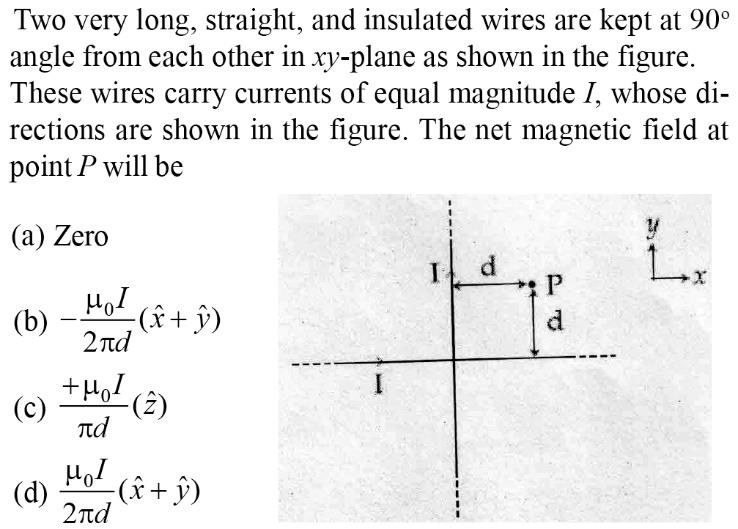 Two very long, straight, and insulated wires are kept at 90°
angle from each other in xy-plane as shown in the figure.
These wires carry currents of equal magnitude I, whose di-
rections are shown in the figure. The net magnetic field at
point P will be
(a) Zero
(b) −μ₀I/2πd (x̂ + ŷ)
(c) +μ₀I/πd (ẑ)
(d) μ₀I/2πd (x̂ + ŷ)
y
x
I
d
P
d
I